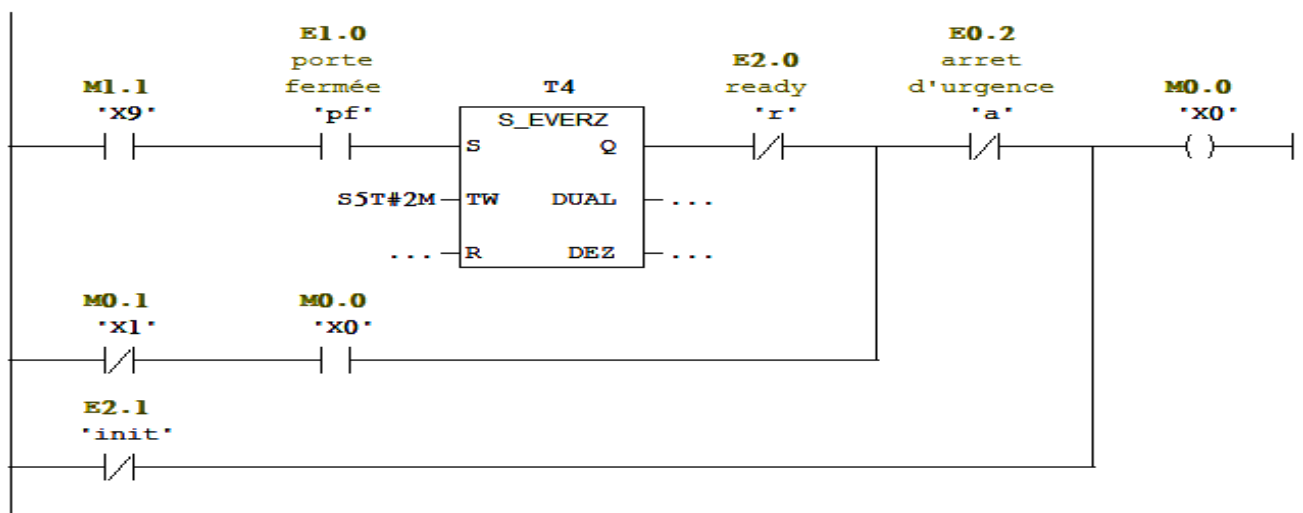 E1.0
porte
fermée
"pf"
M1.1
"X9"
T4
S_EVERZ
S Q
S5T#2M TW DUAL ...
... R DEZ ...
E2.0
ready
"r"
E0.2
arret
d'urgence
"a"
M0.0
"X0"
M0.1
"X1"
M0.0
"X0"
E2.1
"init"